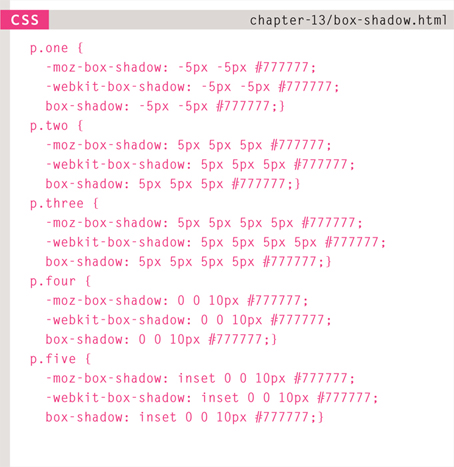 CSS chapter-13/box-shadow.html
p.one {
-moz-box-shadow: -5px -5px #777777;
-webkit-box-shadow: -5px -5px #777777;
box-shadow: -5px -5px #777777;}
p.two {
-moz-box-shadow: 5px 5px 5px #777777;
-webkit-box-shadow: 5px 5px 5px #777777;
box-shadow: 5px 5px 5px #777777;}
p.three {
-moz-box-shadow: 5px 5px 5px 5px #777777;
-webkit-box-shadow: 5px 5px 5px 5px #777777;
box-shadow: 5px 5px 5px 5px #777777;}
p.four {
-moz-box-shadow: 0 0 10px #777777;
-webkit-box-shadow: 0 0 10px #777777;
box-shadow: 0 0 10px #777777;}
p.five {
-moz-box-shadow: inset 0 0 10px #777777;
-webkit-box-shadow: inset 0 0 10px #777777;
box-shadow: inset 0 0 10px #777777;}